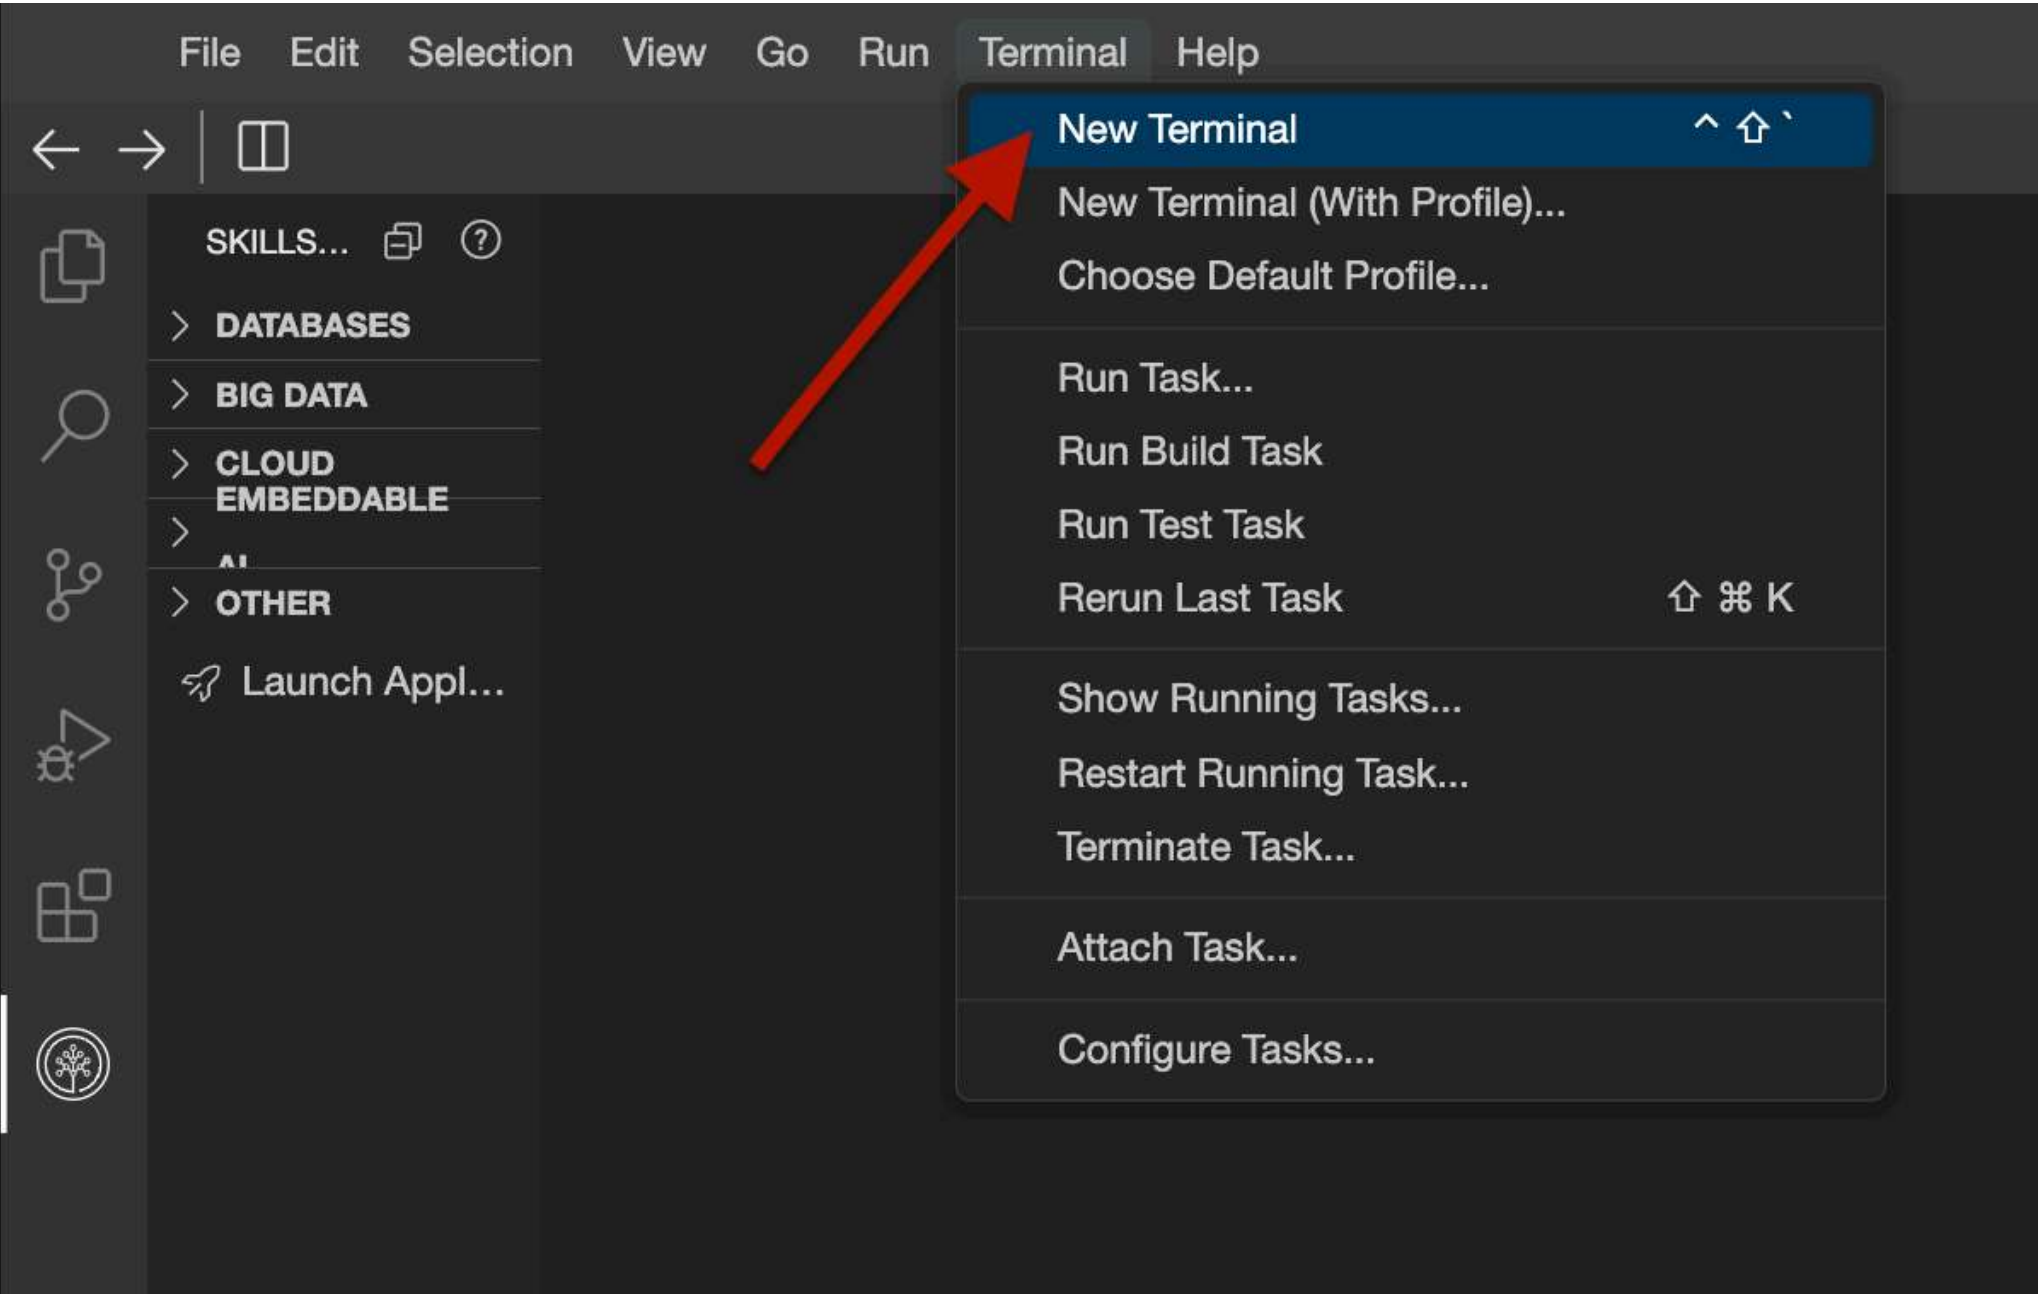 File Edit Selection View Go Run Terminal Help
New Terminal ^ ⇧ `
New Terminal (With Profile)...
Choose Default Profile...
Run Task...
Run Build Task
Run Test Task
Rerun Last Task ⇧ ⌘ K
Show Running Tasks...
Restart Running Task...
Terminate Task...
Attach Task...
Configure Tasks...
SKILLS...
DATABASES
BIG DATA
CLOUD
EMBEDDABLE
AI
OTHER
Launch Appl...